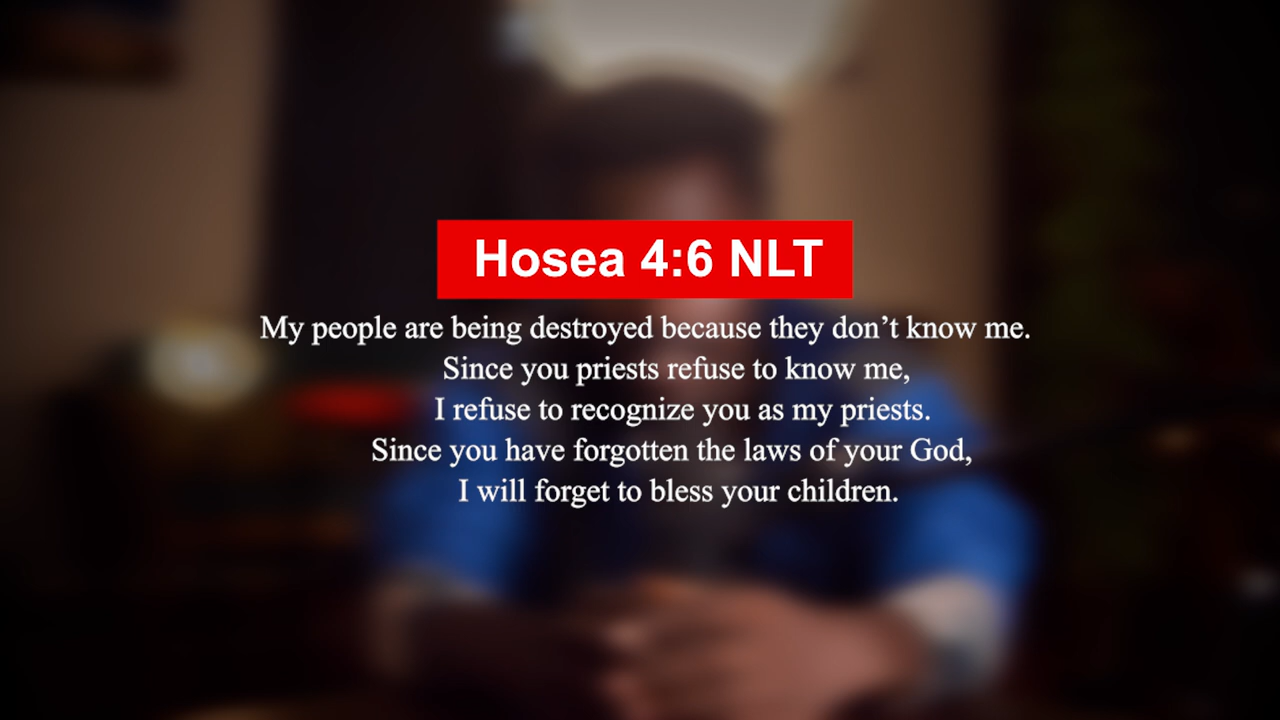 Hosea 4:6 NLT
My people are being destroyed because they don’t know me.
Since you priests refuse to know me,
I refuse to recognize you as my priests.
Since you have forgotten the laws of your God,
I will forget to bless your children.